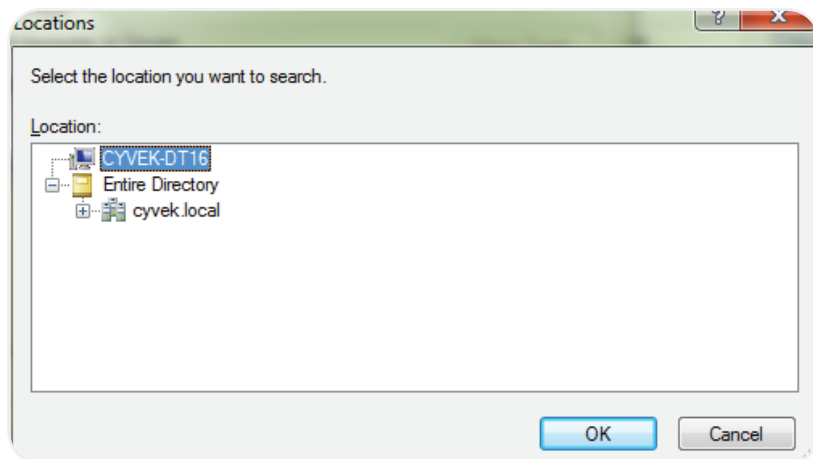 Locations
Select the location you want to search.
Location:
CYVEK-DT16
Entire Directory
cyvek.local
OK
Cancel